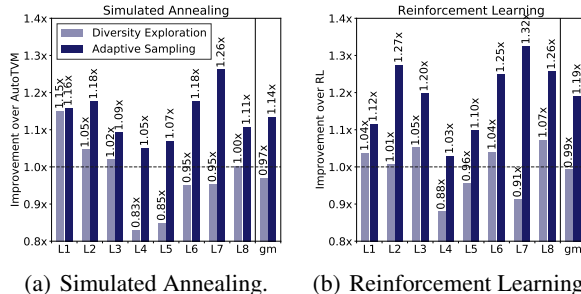 Simulated Annealing
Improvement over AutoTVM
1.4x
1.3x
1.2x
1.1x
1.0x
0.9x
0.8x
Diversity Exploration
Adaptive Sampling
1.15x
1.16x
1.05x
1.18x
1.02x
1.09x
0.83x
1.05x
0.85x
1.07x
0.95x
1.18x
0.95x
1.26x
1.00x
1.11x
0.97x
1.14x
L1 L2 L3 L4 L5 L6 L7 L8 gm
(a) Simulated Annealing.
Reinforcement Learning
Improvement over RL
1.4x
1.3x
1.2x
1.1x
1.0x
0.9x
0.8x
1.04x
1.12x
1.01x
1.27x
1.05x
1.20x
0.88x
1.03x
0.96x
1.10x
1.04x
1.25x
0.91x
1.32x
1.07x
1.26x
0.99x
1.19x
L1 L2 L3 L4 L5 L6 L7 L8 gm
(b) Reinforcement Learning